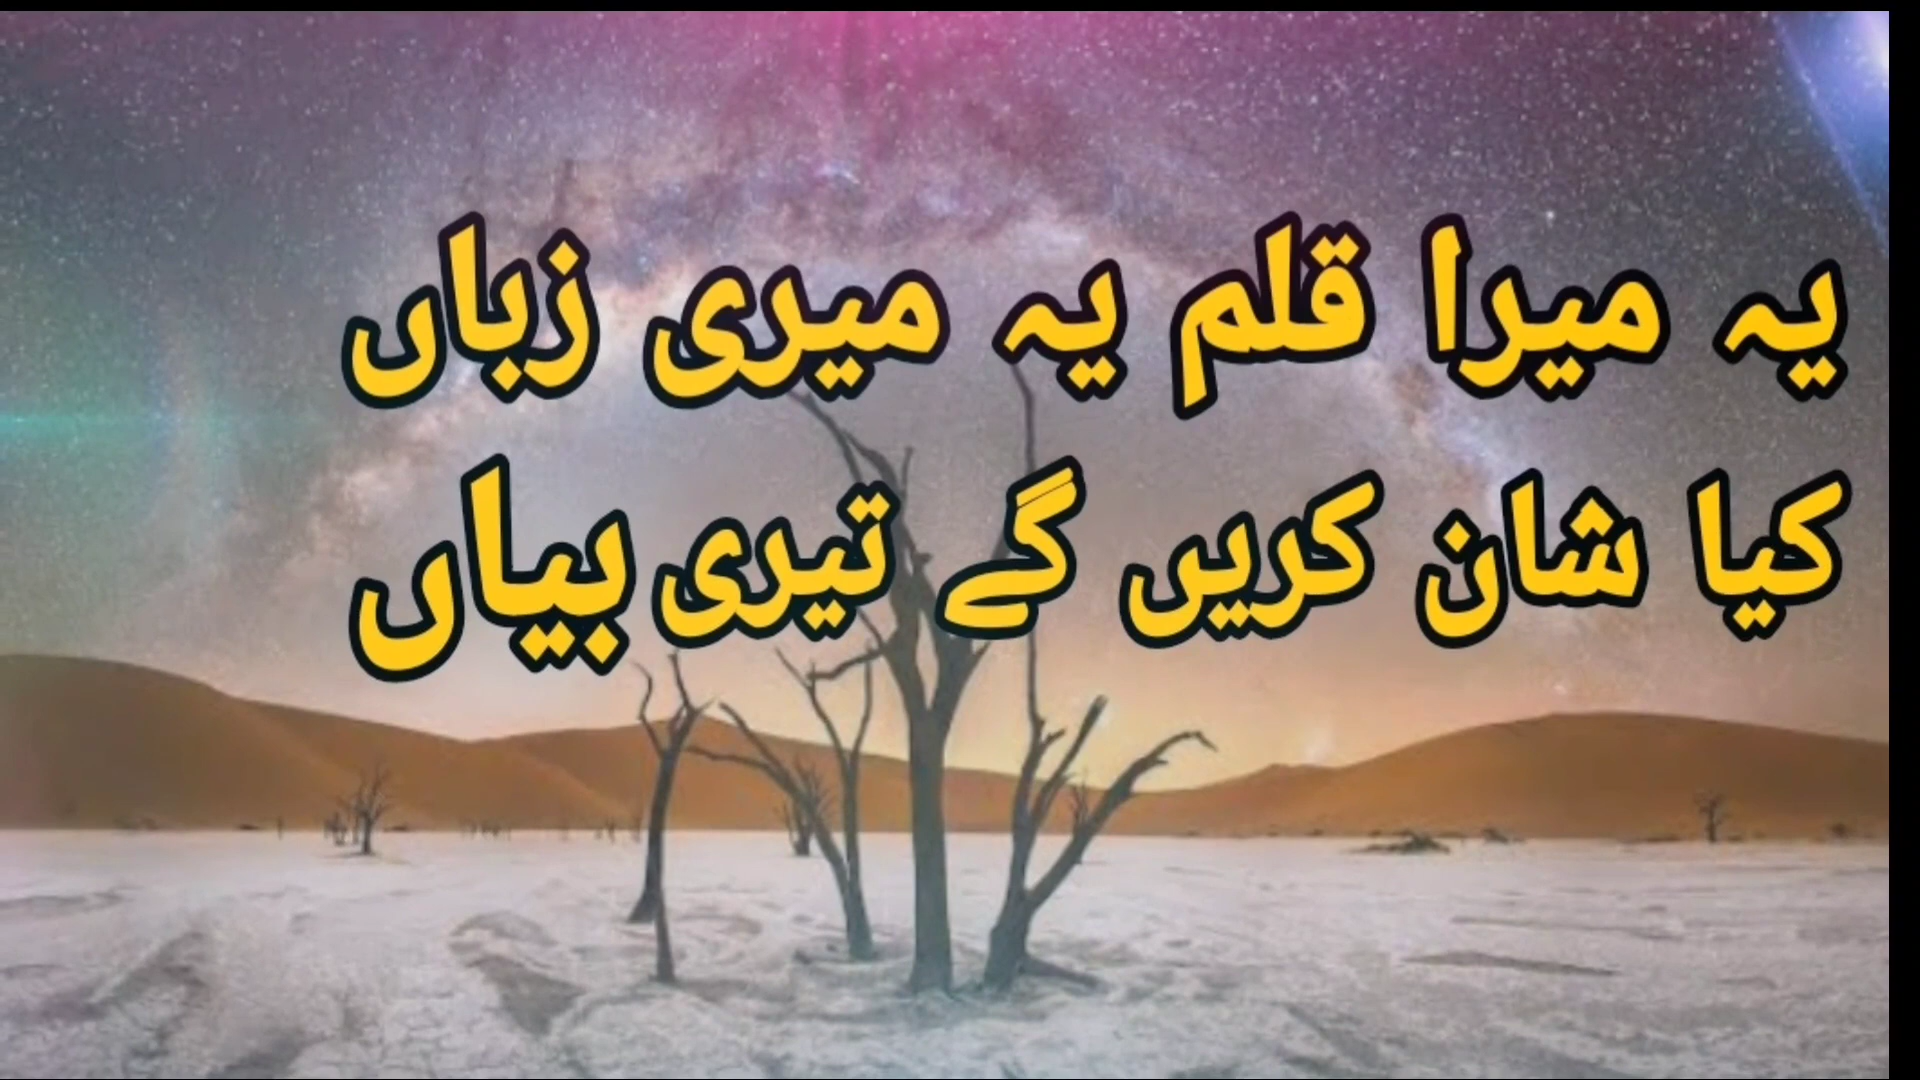 یہ میرا قلم یہ میری زباں
کیا شان کریں گے تیری بیاں